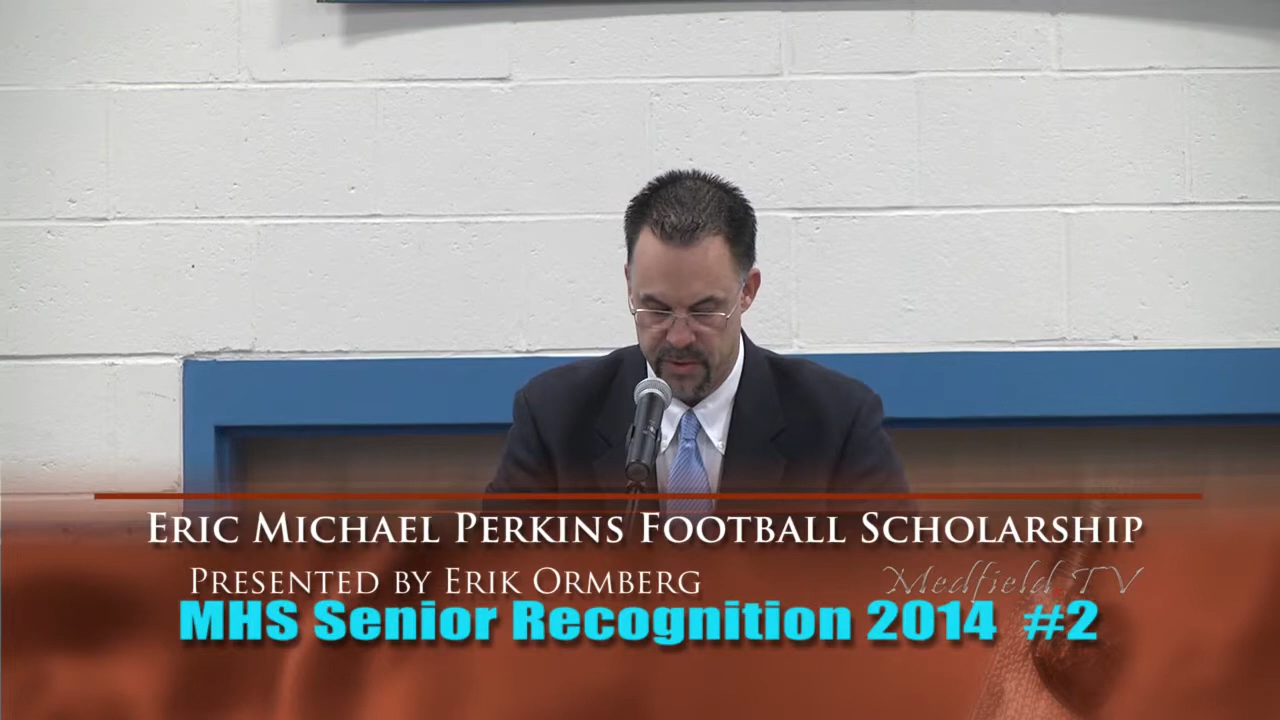 Eric Michael Perkins Football Scholarship
Presented by Erik Ormberg
Medfield TV
MHS Senior Recognition 2014 #2